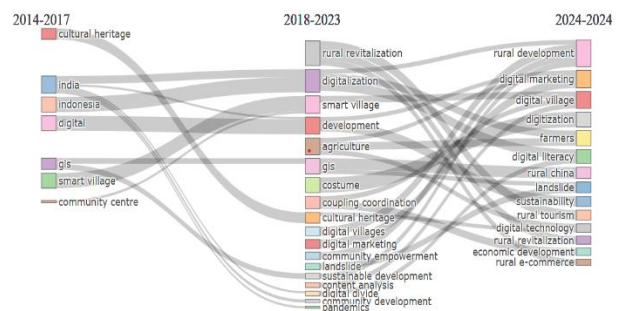 2014-2017
2018-2023
2024-2024
cultural heritage
india
indonesia
digital
gis
smart village
community centre
rural revitalization
digitalization
smart village
development
agriculture
gis
costume
coupling coordination
cultural heritage
digital villages
digital marketing
community empowerment
landslide
sustainable development
content analysis
digital divide
community development
pandemics
rural development
digital marketing
digital village
digitization
farmers
digital literacy
rural china
landslide
sustainability
rural tourism
digital technology
rural revitalization
economic development
rural e-commerce